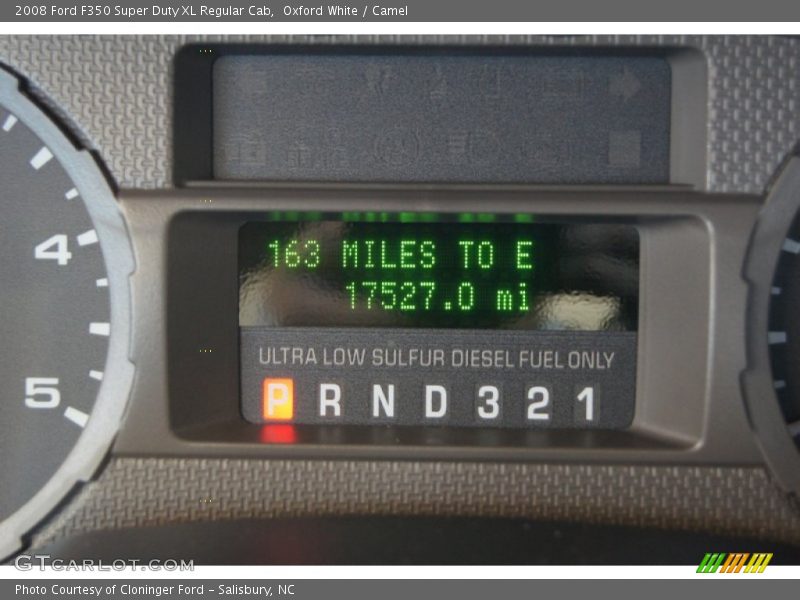 2008 Ford F350 Super Duty XL Regular Cab, Oxford White / Camel
163 MILES TO E
4
17527.0 mi
ULTRA LOW SULFUR DIESEL FUEL ONLY
5
P R N D 3 2 1
GTCARLOT.COM
Photo Courtesy of Cloninger Ford - Salisbury, NC